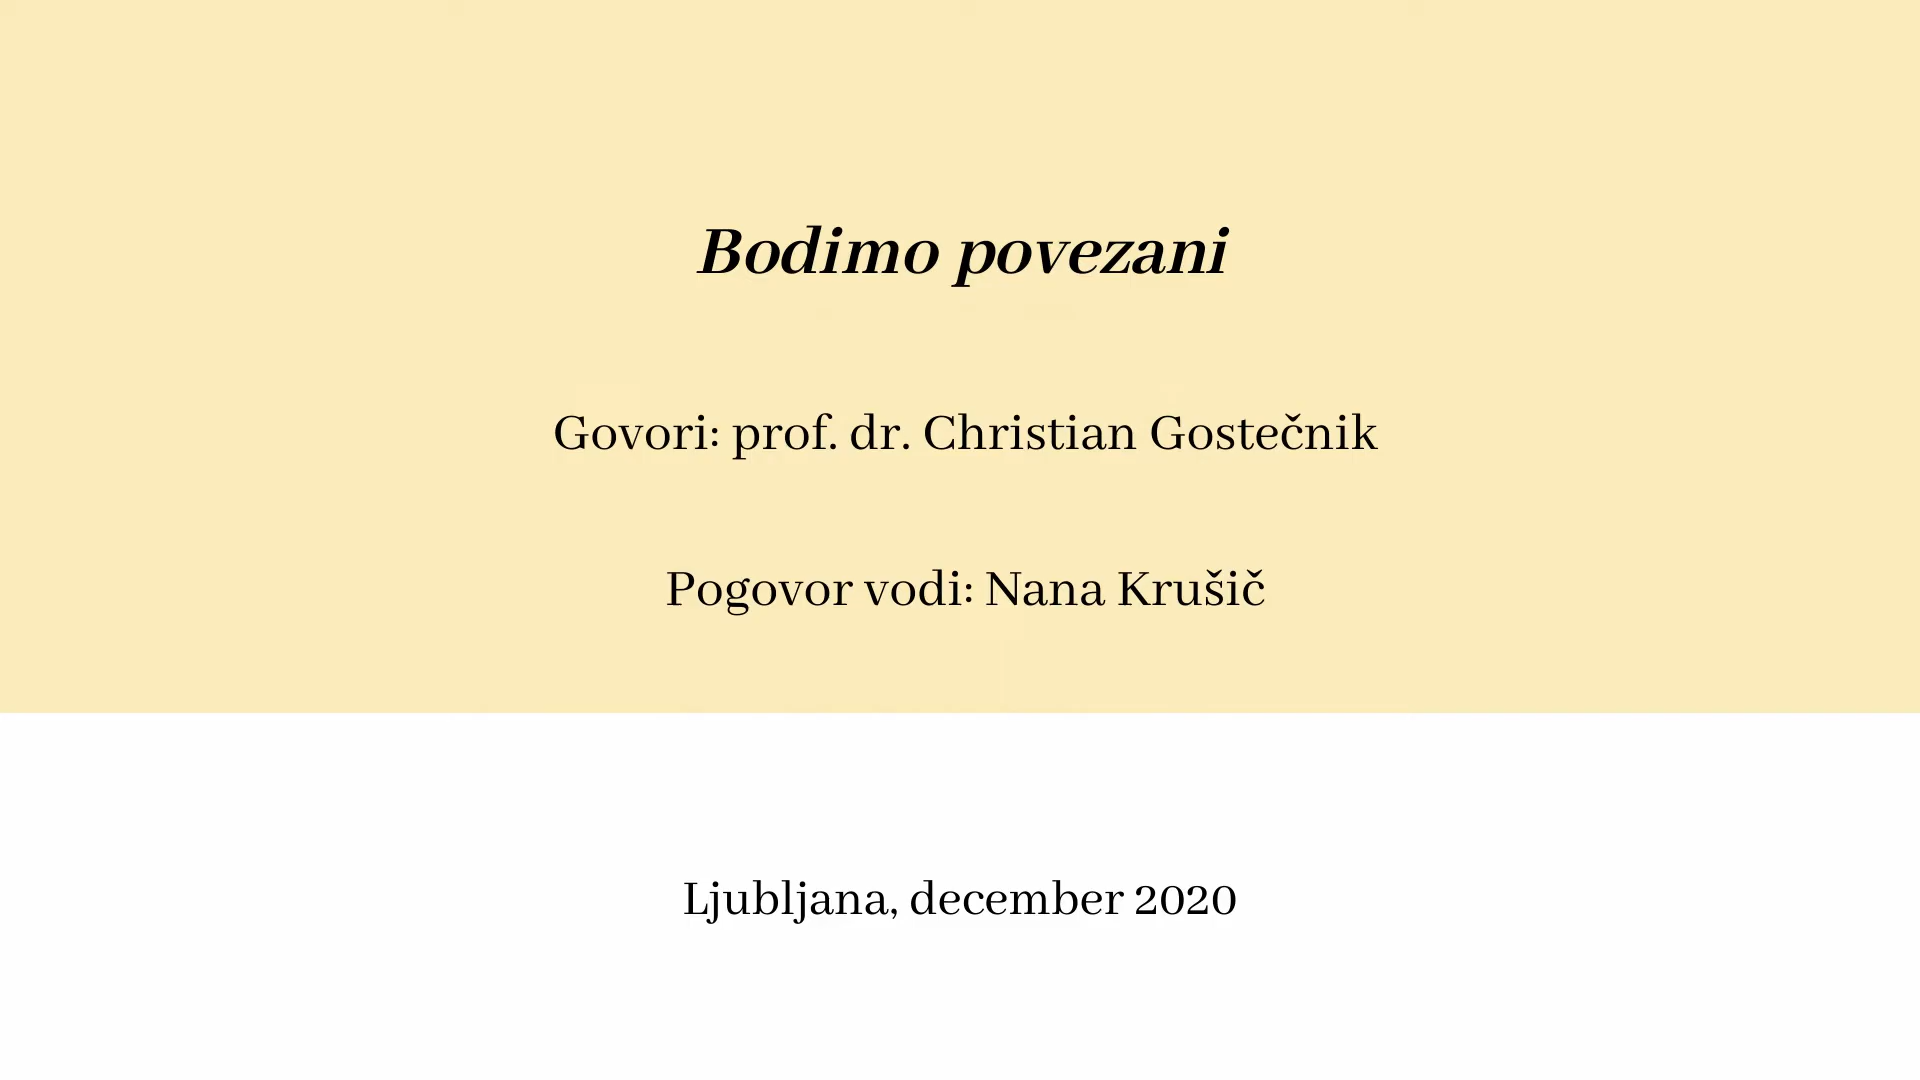 Bodimo povezani
Govori: prof. dr. Christian Gostečnik
Pogovor vodi: Nana Krušič
Ljubljana, december 2020